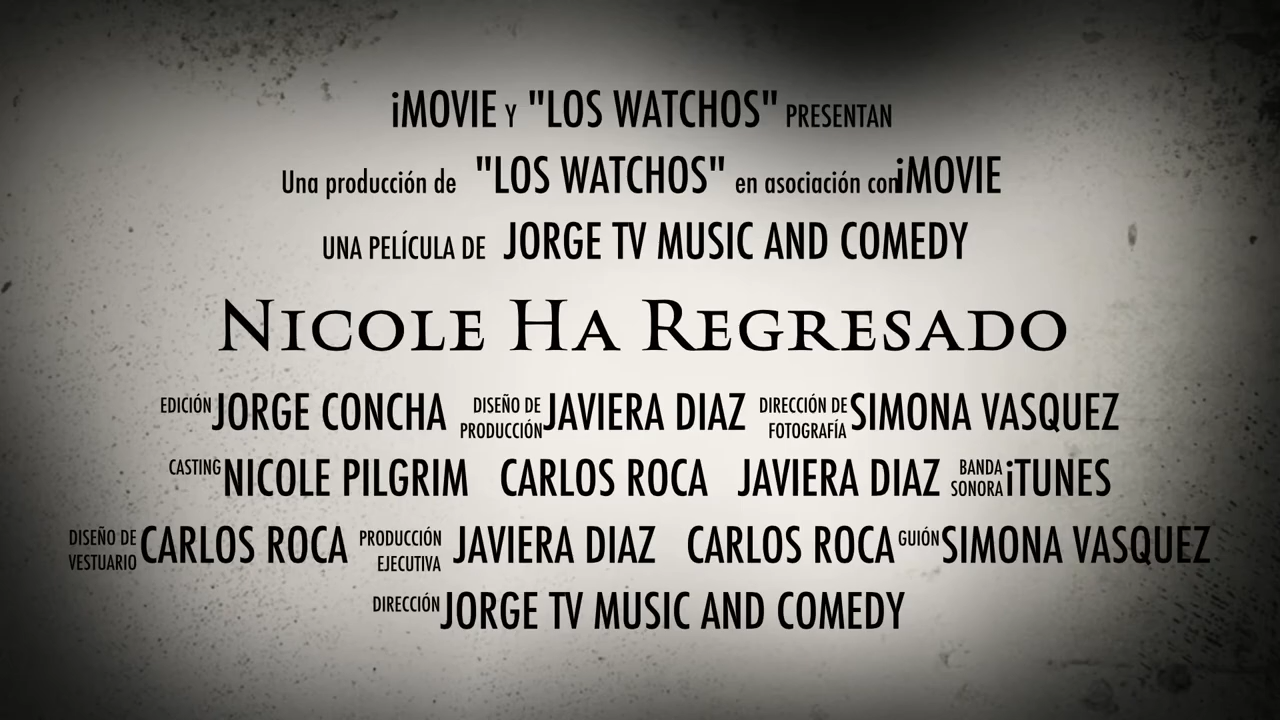 iMOVIE Y "LOS WATCHOS" PRESENTAN
Una producción de "LOS WATCHOS" en asociación con iMOVIE
UNA PELÍCULA DE JORGE TV MUSIC AND COMEDY
NICOLE HA REGRESADO
EDICIÓN JORGE CONCHA DISEÑO DE PRODUCCIÓN JAVIERA DIAZ DIRECCIÓN DE FOTOGRAFÍA SIMONA VASQUEZ
CASTING NICOLE PILGRIM CARLOS ROCA JAVIERA DIAZ BANDA SONORA iTUNES
DISEÑO DE VESTUARIO CARLOS ROCA PRODUCCIÓN EJECUTIVA JAVIERA DIAZ CARLOS ROCA GUIÓN SIMONA VASQUEZ
DIRECCIÓN JORGE TV MUSIC AND COMEDY